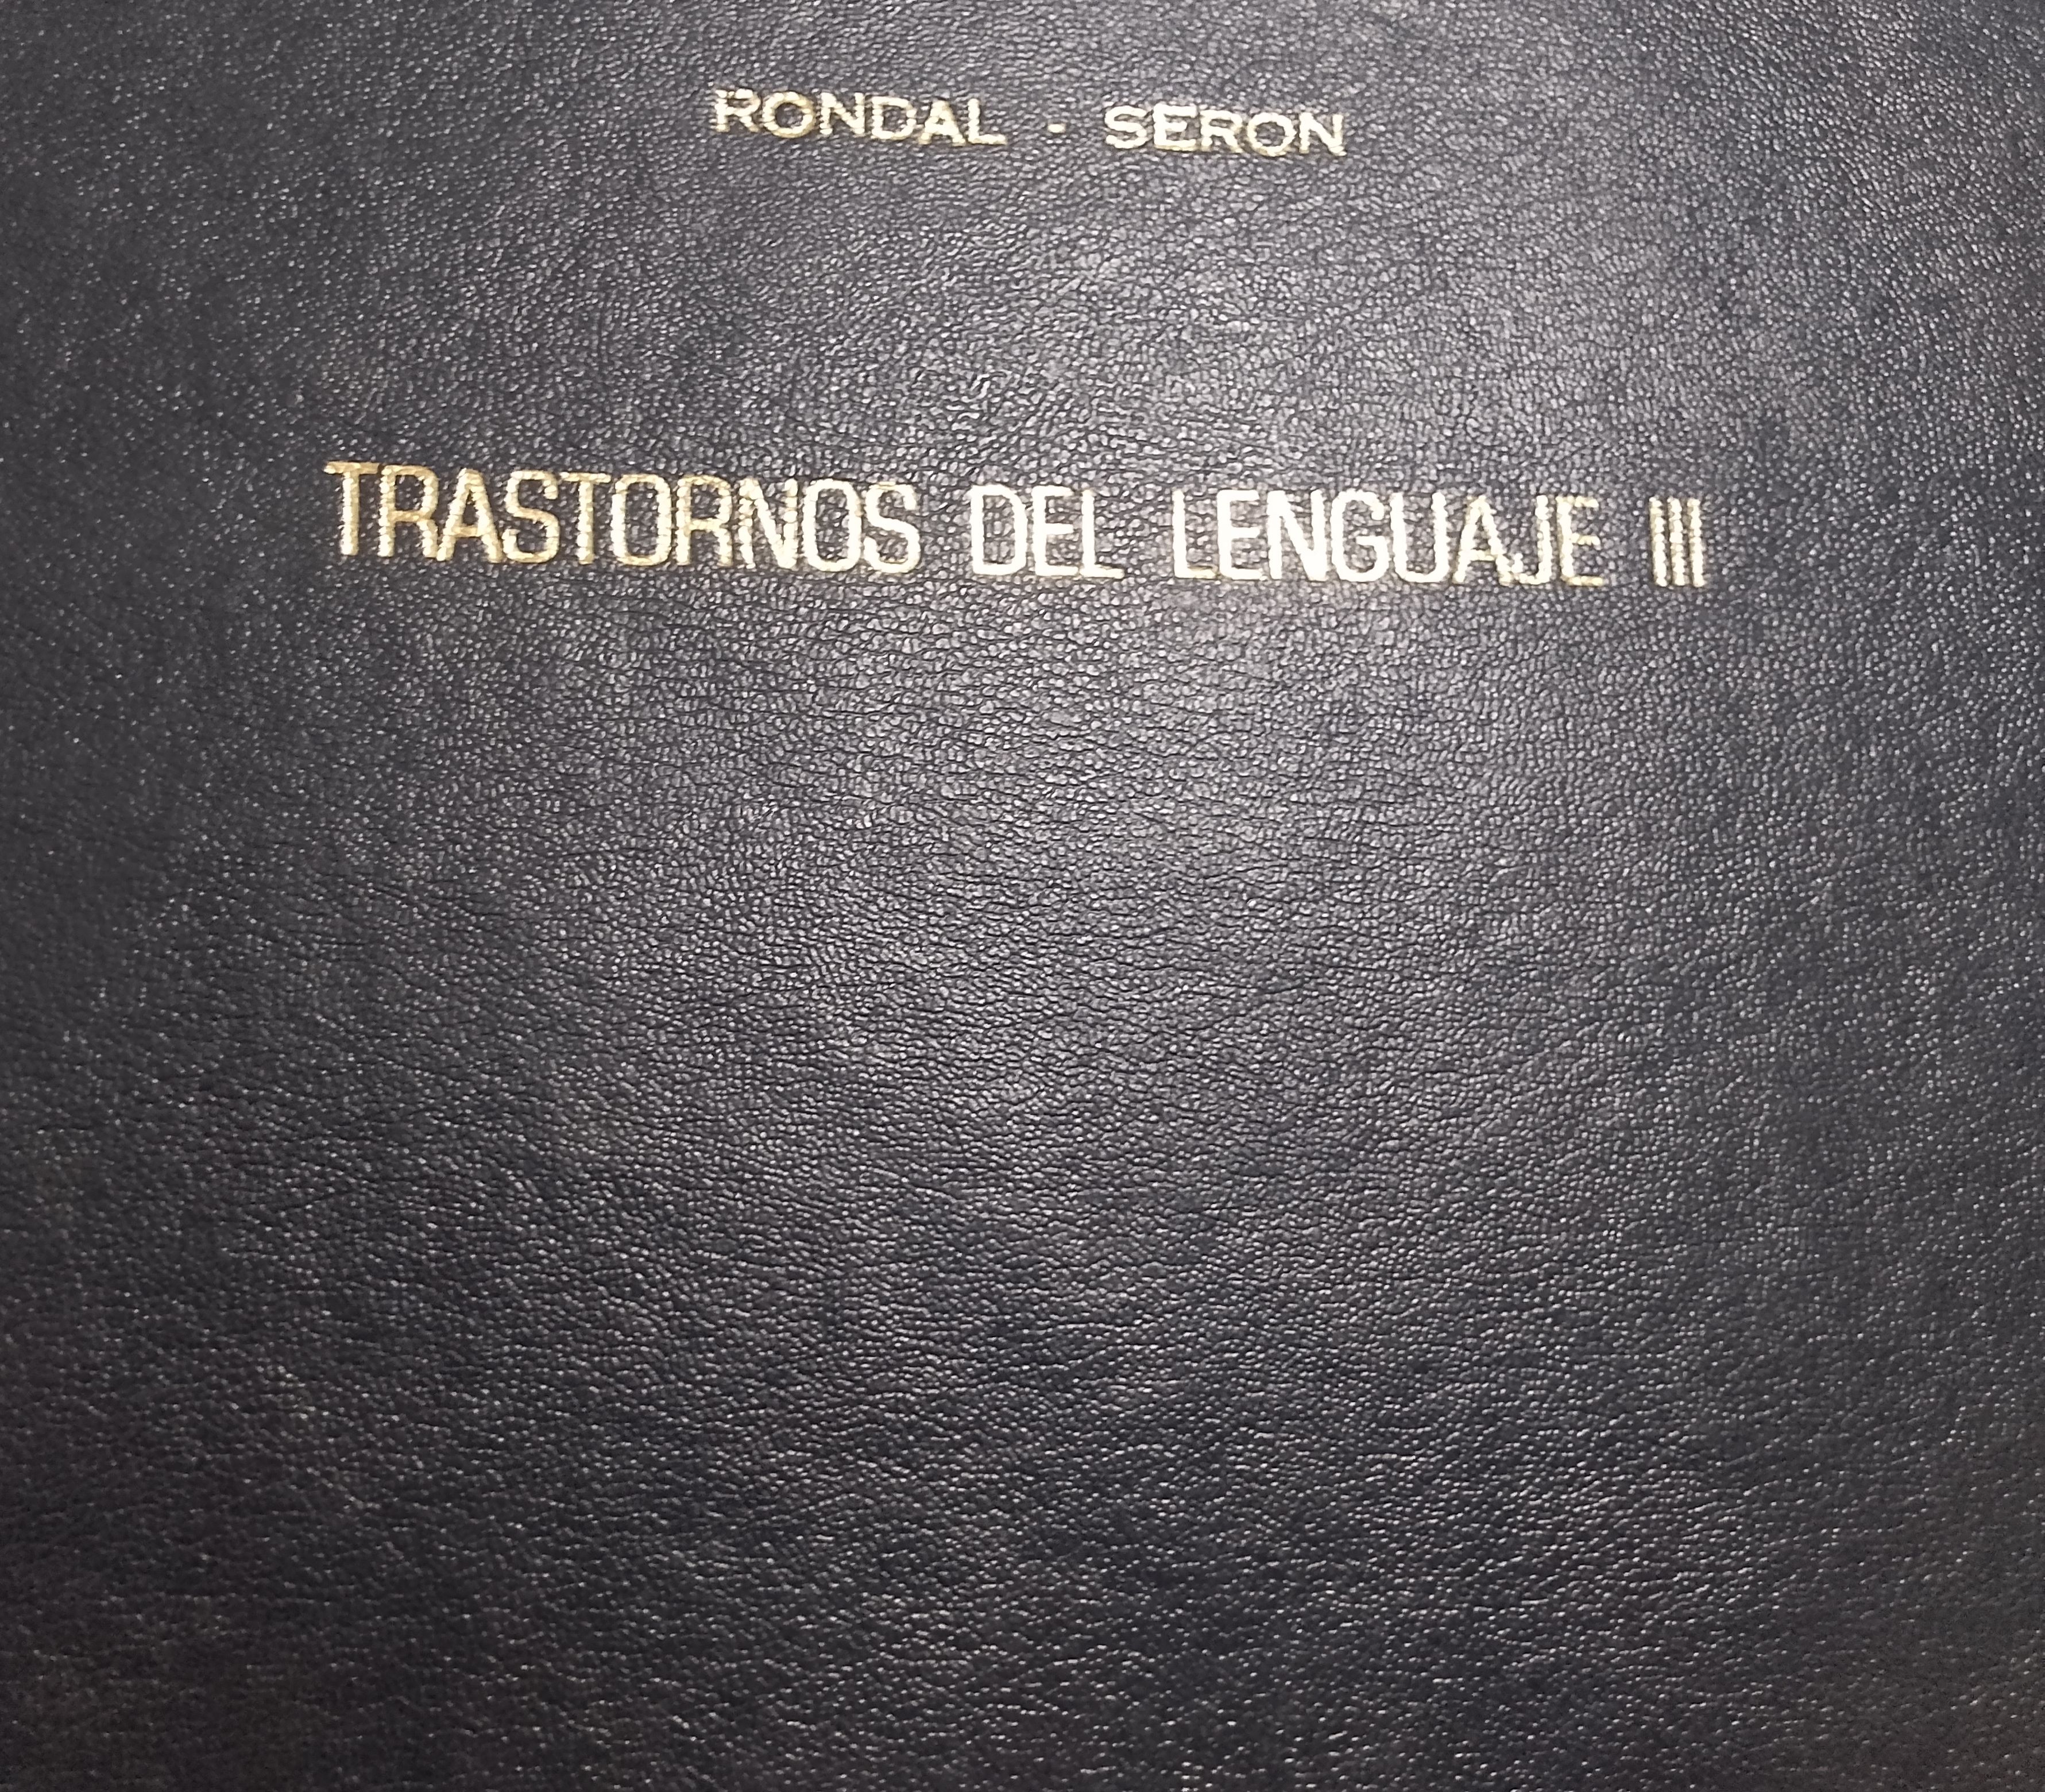 RONDAL - SERON
TRASTORNOS DEL LENGUAJE III